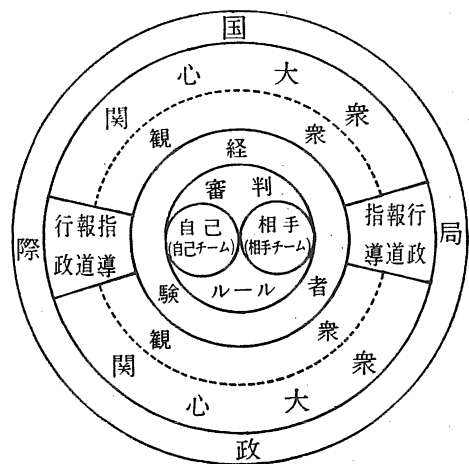 国際政局
関心大衆
観衆
経験者
審判
自己
(自己チーム)
相手
(相手チーム)
ルール
行政
報道
指導
指導
報道
行政
観衆
関心大衆